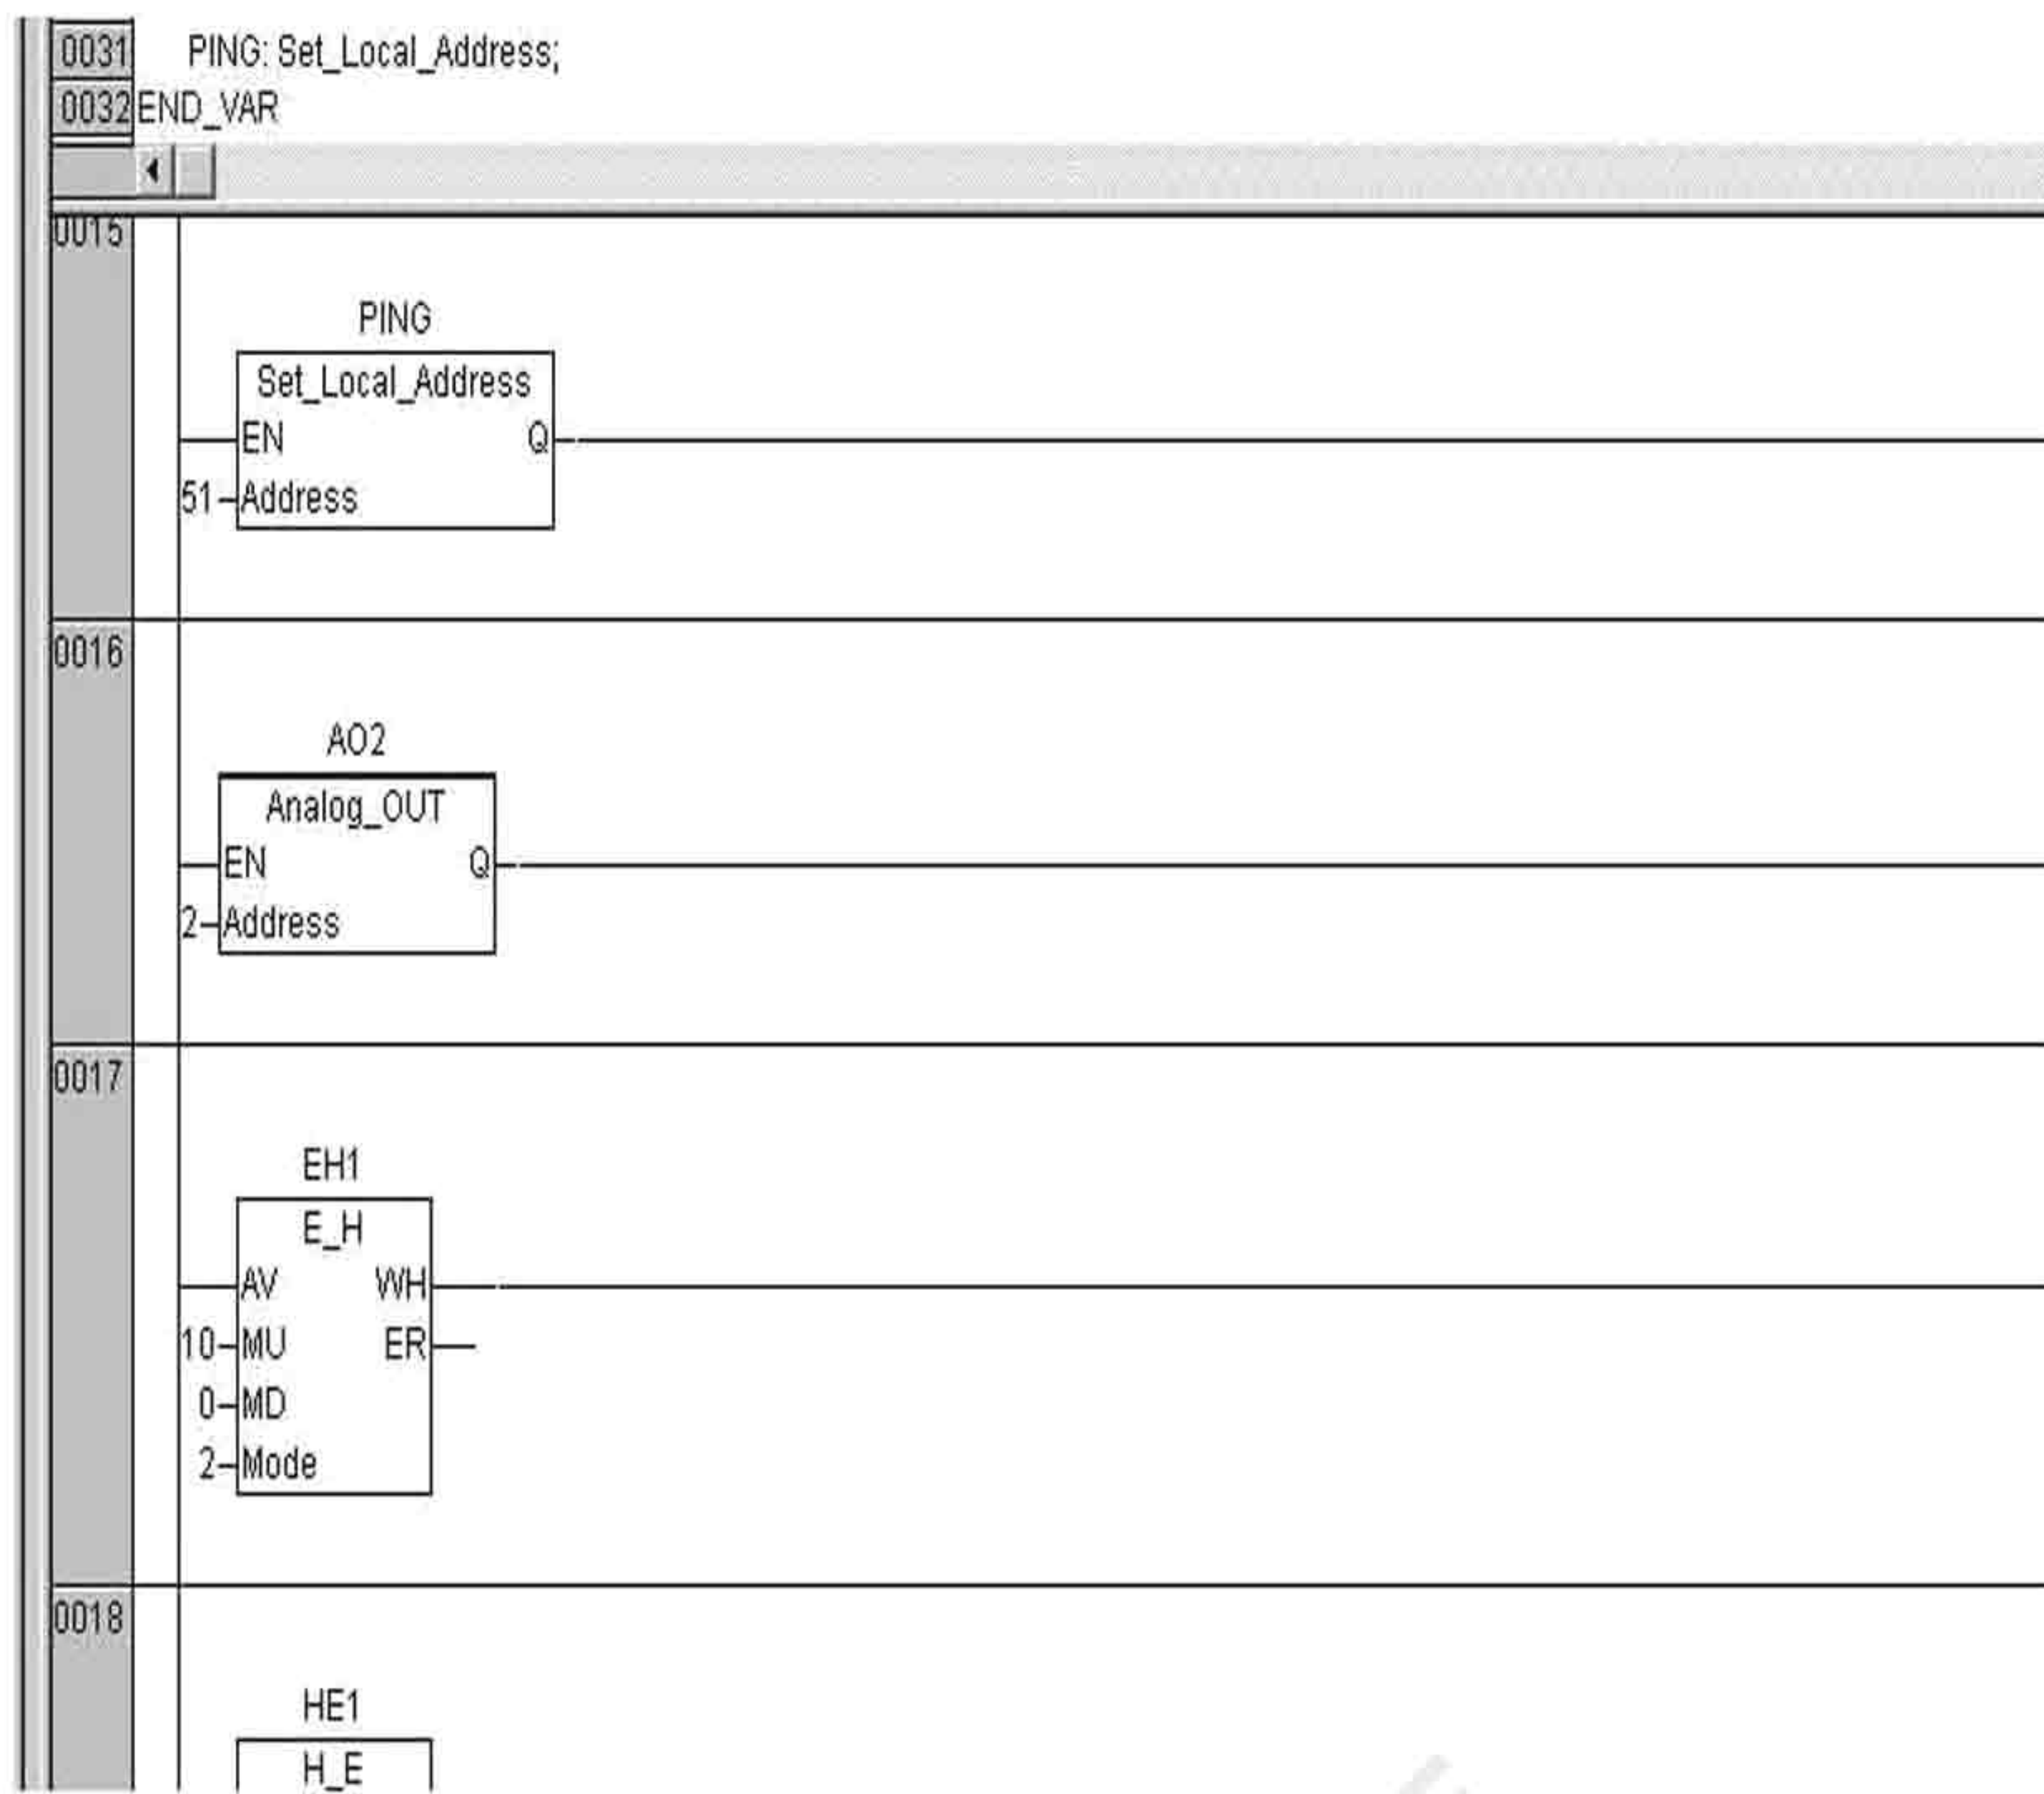 0031 PING: Set_Local_Address;
0032 END_VAR
0015
PING
Set_Local_Address
EN Q
51 Address
0016
AO2
Analog_OUT
EN Q
2 Address
0017
EH1
E_H
AV WH
10 MU ER
0 MD
2 Mode
0018
HE1
H_E